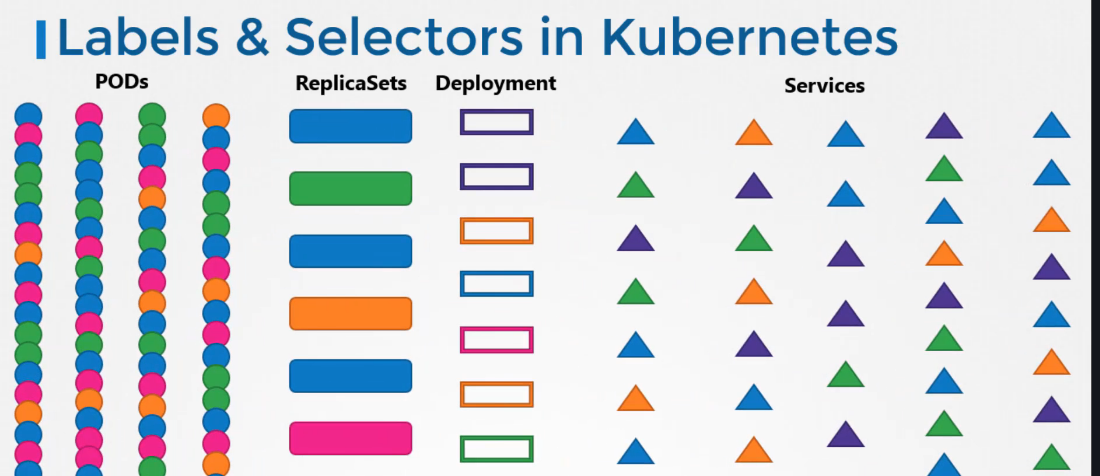 Labels & Selectors in Kubernetes
PODs
ReplicaSets
Deployment
Services